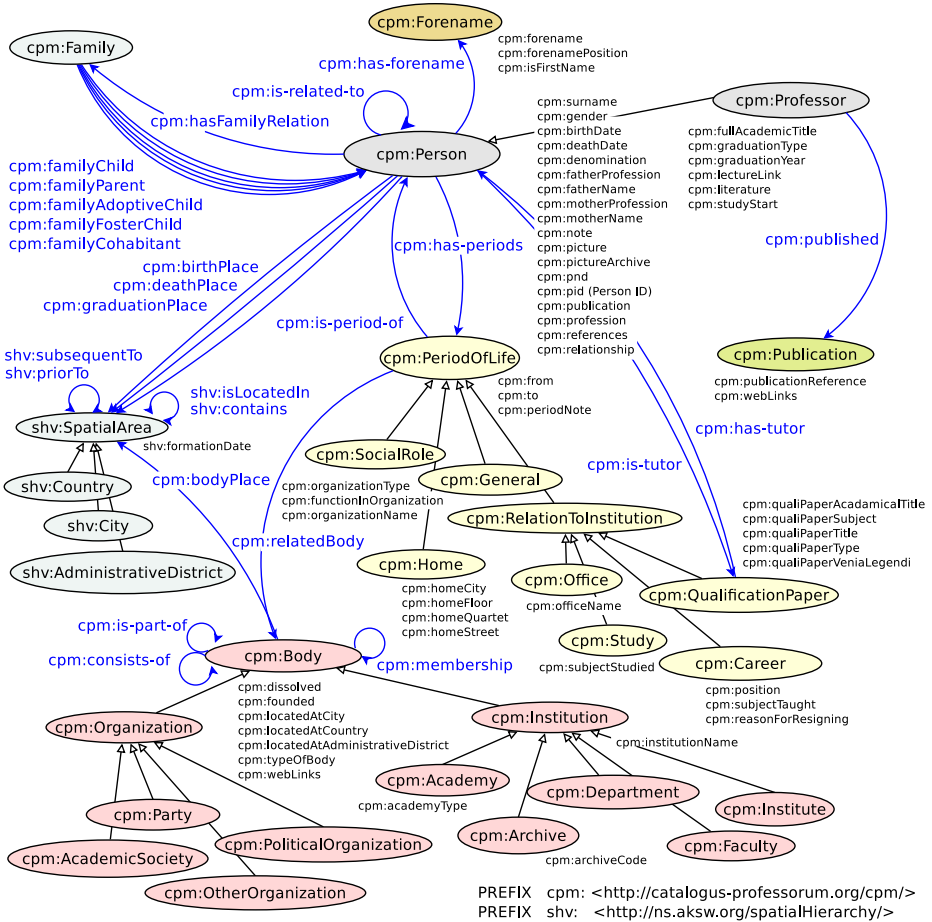 cpm:Forename
cpm:forename
cpm:forenamePosition
cpm:isFirstName
cpm:Family
cpm:has-forename
cpm:is-related-to
cpm:hasFamilyRelation
cpm:Person
cpm:Professor
cpm:surname
cpm:gender
cpm:birthDate
cpm:deathDate
cpm:denomination
cpm:fatherProfession
cpm:fatherName
cpm:motherProfession
cpm:motherName
cpm:note
cpm:picture
cpm:pictureArchive
cpm:pnd
cpm:pid (Person ID)
cpm:publication
cpm:profession
cpm:references
cpm:relationship
cpm:fullAcademicTitle
cpm:graduationType
cpm:graduationYear
cpm:lectureLink
cpm:literature
cpm:studyStart
cpm:familyChild
cpm:familyParent
cpm:familyAdoptiveChild
cpm:familyFosterChild
cpm:familyCohabitant
cpm:birthPlace
cpm:deathPlace
cpm:graduationPlace
cpm:has-periods
cpm:is-period-of
cpm:published
cpm:Publication
cpm:publicationReference
cpm:webLinks
cpm:PeriodOfLife
cpm:from
cpm:to
cpm:periodNote
shv:subsequentTo
shv:priorTo
shv:isLocatedIn
shv:contains
shv:SpatialArea
shv:formationDate
shv:Country
shv:City
shv:AdministrativeDistrict
cpm:bodyPlace
cpm:relatedBody
cpm:SocialRole
cpm:organizationType
cpm:functionInOrganization
cpm:organizationName
cpm:General
cpm:is-tutor
cpm:has-tutor
cpm:RelationToInstitution
cpm:qualiPaperAcadamicalTitle
cpm:qualiPaperSubject
cpm:qualiPaperTitle
cpm:qualiPaperType
cpm:qualiPaperVeniaLegendi
cpm:Home
cpm:homeCity
cpm:homeFloor
cpm:homeQuartet
cpm:homeStreet
cpm:Office
cpm:officeName
cpm:QualificationPaper
cpm:Study
cpm:subjectStudied
cpm:Career
cpm:position
cpm:subjectTaught
cpm:reasonForResigning
cpm:is-part-of
cpm:consists-of
cpm:Body
cpm:membership
cpm:dissolved
cpm:founded
cpm:locatedAtCity
cpm:locatedAtCountry
cpm:locatedAtAdministrativeDistrict
cpm:typeOfBody
cpm:webLinks
cpm:Organization
cpm:Institution
cpm:institutionName
cpm:Academy
cpm:academyType
cpm:Department
cpm:Institute
cpm:Party
cpm:Archive
cpm:archiveCode
cpm:Faculty
cpm:AcademicSociety
cpm:PoliticalOrganization
cpm:OtherOrganization
PREFIX cpm: <http://catalogus-professorum.org/cpm/>
PREFIX shv: <http://ns.aksw.org/spatialHierarchy/>